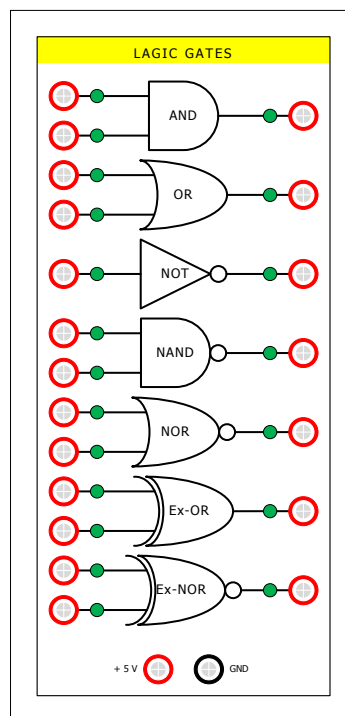 LAGIC GATES
AND
OR
NOT
NAND
NOR
Ex-OR
Ex-NOR
+ 5 V GND